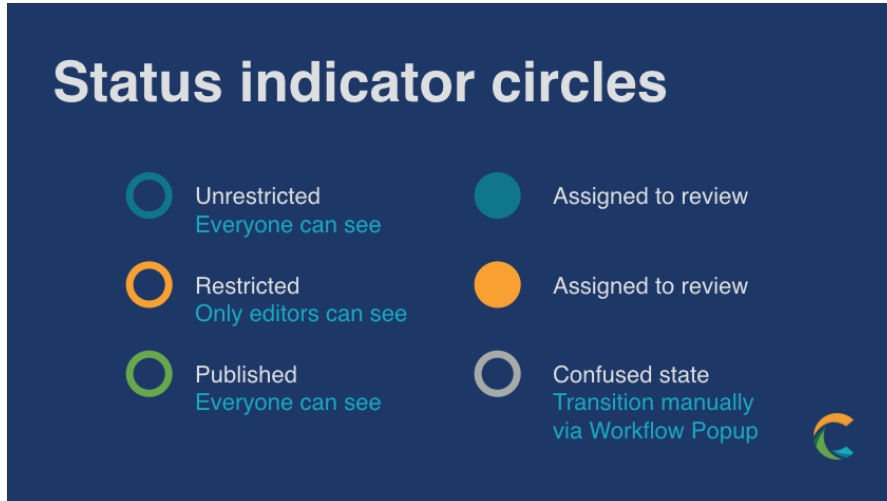 Status indicator circles
Unrestricted
Everyone can see
Assigned to review
Restricted
Only editors can see
Assigned to review
Published
Everyone can see
Confused state
Transition manually
via Workflow Popup